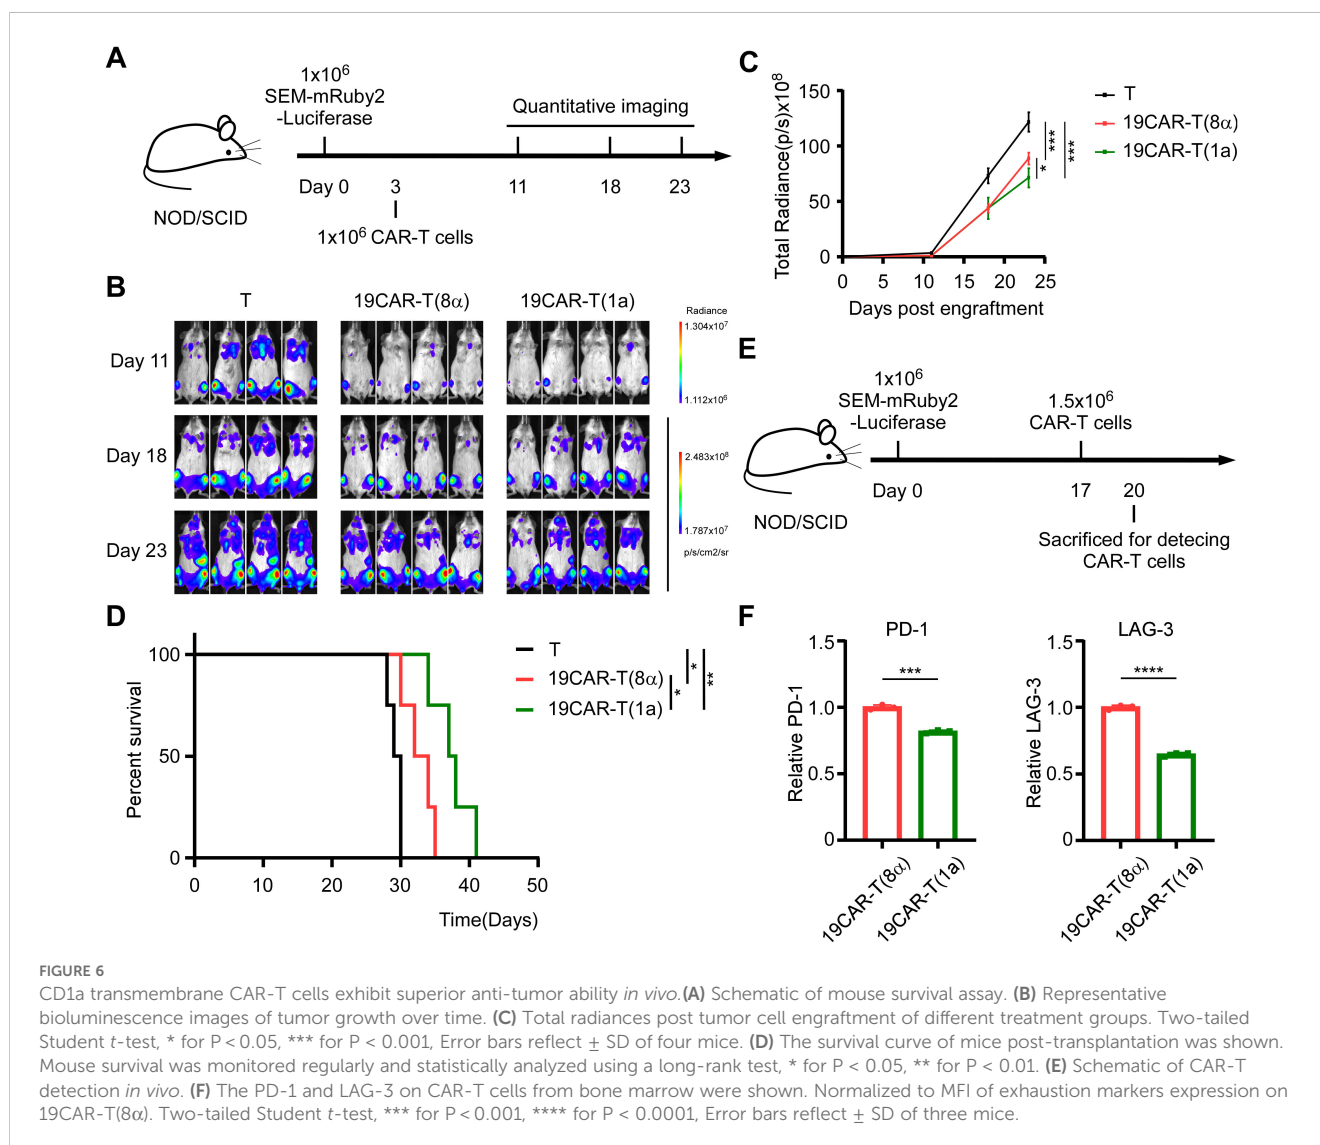 A
1x10⁶
SEM-mRuby2
-Luciferase
Quantitative imaging
Day 0
3
11
18
23
NOD/SCID
1x10⁶ CAR-T cells
B
T
19CAR-T(8α)
19CAR-T(1a)
Day 11
Day 18
Day 23
Radiance
1.304x10⁷
1.112x10⁶
2.483x10⁸
1.787x10⁷
p/s/cm2/sr
C
Total Radiance(p/s)x10⁸
150
100
50
0
0
5
10
15
20
25
Days post engraftment
T
19CAR-T(8α)
19CAR-T(1a)
***
***
*
D
Percent survival
100
50
0
0
10
20
30
40
50
Time(Days)
T
19CAR-T(8α)
19CAR-T(1a)
*
*
**
E
1x10⁶
SEM-mRuby2
-Luciferase
1.5x10⁶
CAR-T cells
Day 0
17
20
NOD/SCID
Sacrificed for detecing
CAR-T cells
F
PD-1
Relative PD-1
1.5
1.0
0.5
0
***
19CAR-T(8α)
19CAR-T(1a)
LAG-3
Relative LAG-3
1.5
1.0
0.5
0
****
19CAR-T(8α)
19CAR-T(1a)
FIGURE 6
CD1a transmembrane CAR-T cells exhibit superior anti-tumor ability in vivo.(A) Schematic of mouse survival assay. (B) Representative
bioluminescence images of tumor growth over time. (C) Total radiances post tumor cell engraftment of different treatment groups. Two-tailed
Student t-test, * for P < 0.05, *** for P < 0.001, Error bars reflect ± SD of four mice. (D) The survival curve of mice post-transplantation was shown.
Mouse survival was monitored regularly and statistically analyzed using a long-rank test, * for P < 0.05, ** for P < 0.01. (E) Schematic of CAR-T
detection in vivo. (F) The PD-1 and LAG-3 on CAR-T cells from bone marrow were shown. Normalized to MFI of exhaustion markers expression on
19CAR-T(8α). Two-tailed Student t-test, *** for P < 0.001, **** for P < 0.0001, Error bars reflect ± SD of three mice.